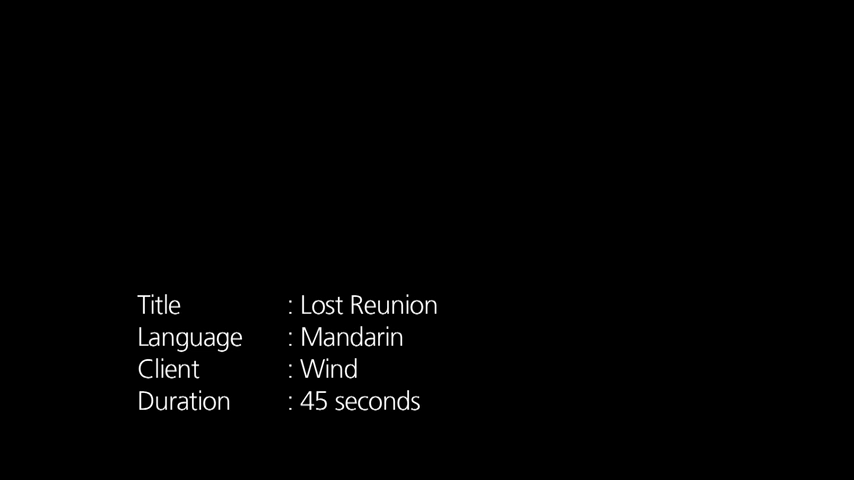 Title : Lost Reunion
Language : Mandarin
Client : Wind
Duration : 45 seconds